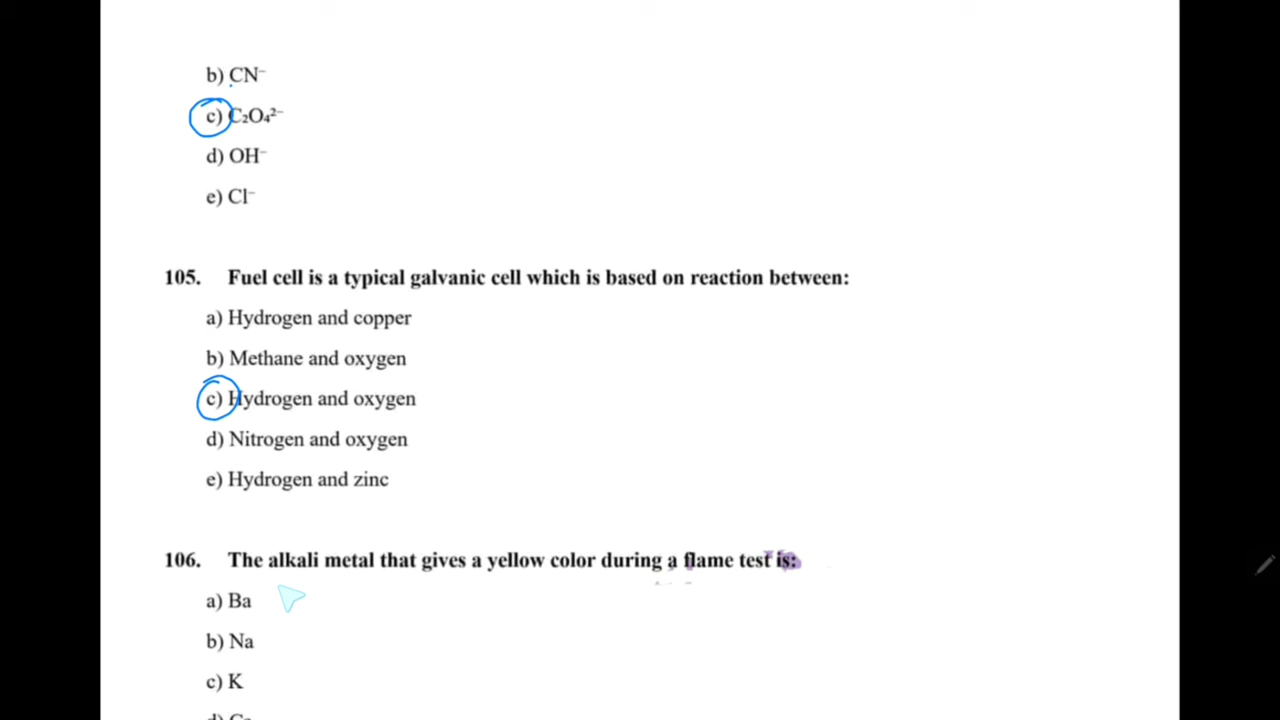 b) CN⁻
c) C₂O₄²⁻
d) OH⁻
e) Cl⁻
105. Fuel cell is a typical galvanic cell which is based on reaction between:
a) Hydrogen and copper
b) Methane and oxygen
c) Hydrogen and oxygen
d) Nitrogen and oxygen
e) Hydrogen and zinc
106. The alkali metal that gives a yellow color during a flame test is:
a) Ba
b) Na
c) K
d)